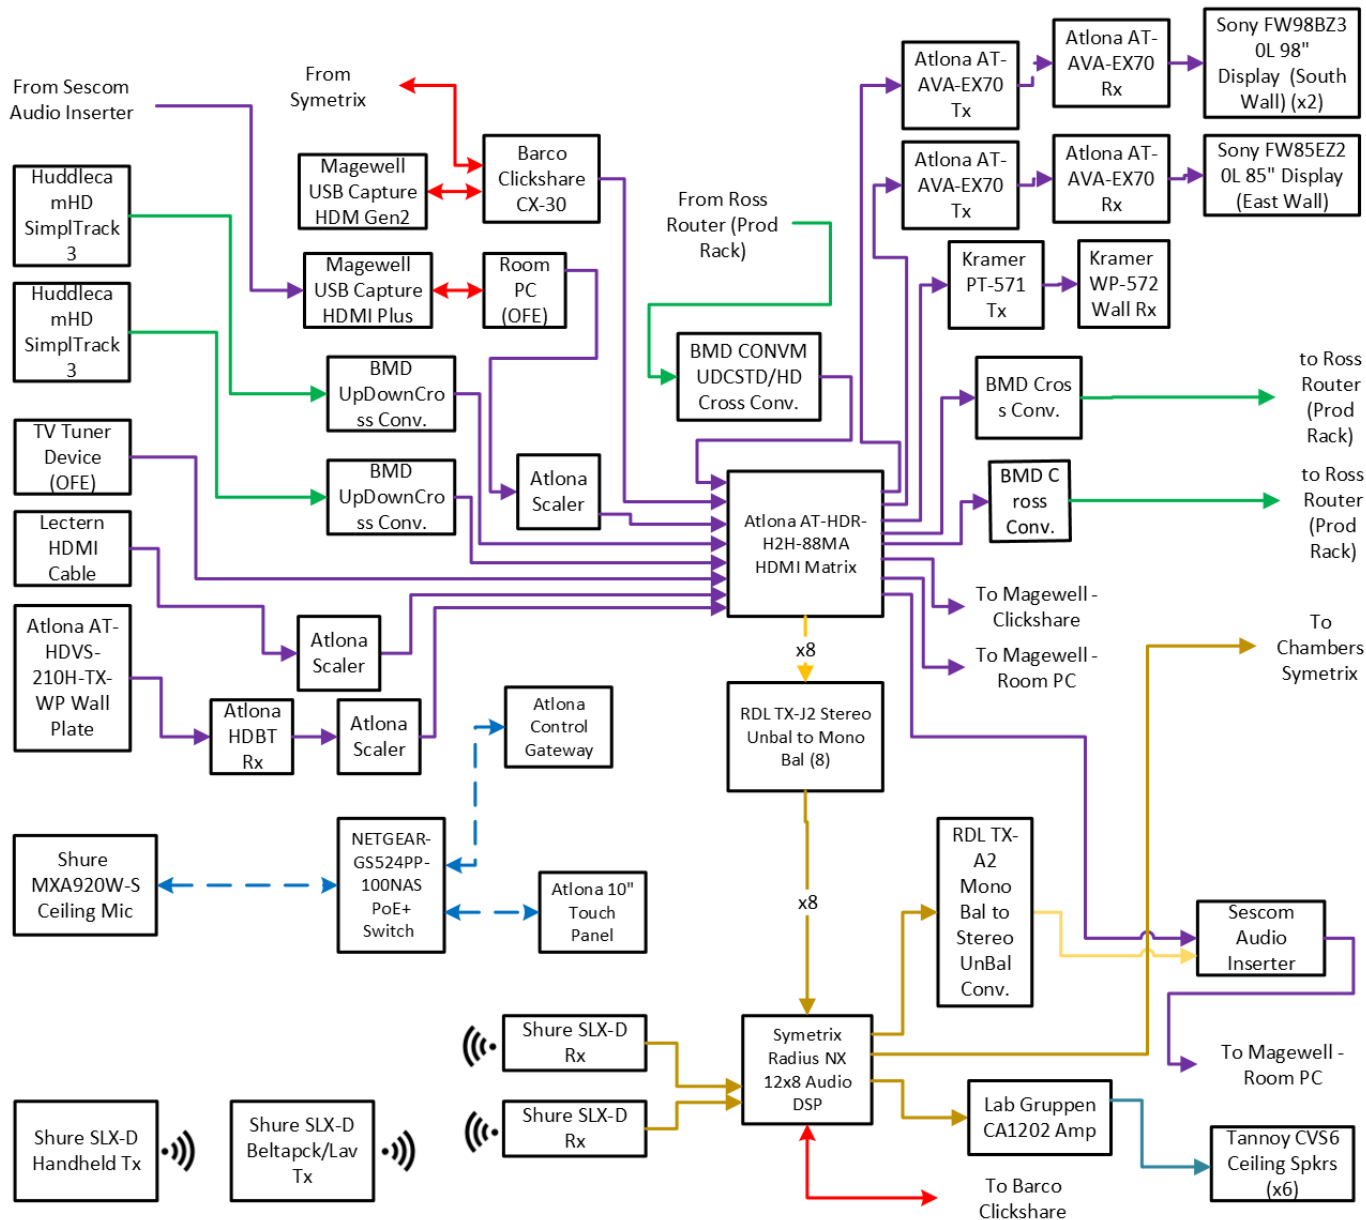 From Sescom
Audio Inserter
From
Symetrix
Huddleca
mHD
SimplTrack
3
Huddleca
mHD
SimplTrack
3
TV Tuner
Device
(OFE)
Lectern
HDMI
Cable
Atlona AT-
HDVS-
210H-TX-
WP Wall
Plate
Magewell
USB Capture
HDM Gen2
Magewell
USB Capture
HDMI Plus
Barco
Clickshare
CX-30
Room
PC
(OFE)
BMD
UpDownCro
ss Conv.
BMD
UpDownCro
ss Conv.
Atlona
Scaler
Atlona
Scaler
Atlona
HDBT
Rx
Atlona
Scaler
From Ross
Router (Prod
Rack)
BMD CONVM
UDCSTD/HD
Cross Conv.
Atlona AT-HDR-
H2H-88MA
HDMI Matrix
Atlona AT-
AVA-EX70
Tx
Atlona AT-
AVA-EX70
Rx
Sony FW98BZ3
0L 98"
Display (South
Wall) (x2)
Atlona AT-
AVA-EX70
Tx
Atlona AT-
AVA-EX70
Rx
Sony FW85EZ2
0L 85" Display
(East Wall)
Kramer
PT-571
Tx
Kramer
WP-572
Wall Rx
BMD Cros
s Conv.
to Ross
Router
(Prod
Rack)
BMD C
ross
Conv.
to Ross
Router
(Prod
Rack)
To Magewell -
Clickshare
To Magewell -
Room PC
To
Chambers
Symetrix
x8
RDL TX-J2 Stereo
Unbal to Mono
Bal (8)
x8
Atlona
Control
Gateway
NETGEAR-
GS524PP-
100NAS
PoE+
Switch
Atlona 10"
Touch
Panel
Shure
MXA920W-S
Ceiling Mic
RDL TX-
A2
Mono
Bal to
Stereo
UnBal
Conv.
Sescom
Audio
Inserter
To Magewell -
Room PC
Shure SLX-D
Rx
Shure SLX-D
Rx
Symetrix
Radius NX
12x8 Audio
DSP
Lab Gruppen
CA1202 Amp
Tannoy CVS6
Ceiling Spkrs
(x6)
Shure SLX-D
Handheld Tx
Shure SLX-D
Beltapck/Lav
Tx
To Barco
Clickshare